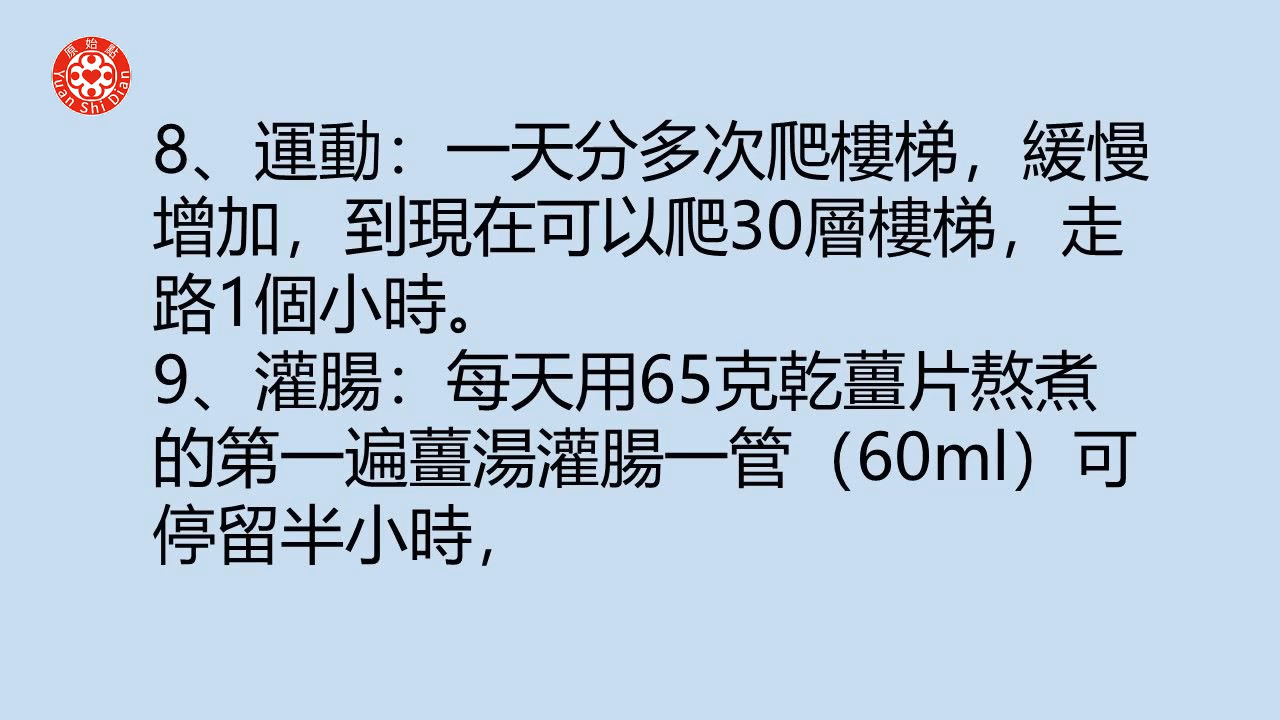 原始點
Yuan Shi Dian
8、運動：一天分多次爬樓梯，緩慢
增加，到現在可以爬30層樓梯，走
路1個小時。
9、灌腸：每天用65克乾薑片熬煮
的第一遍薑湯灌腸一管（60ml）可
停留半小時，